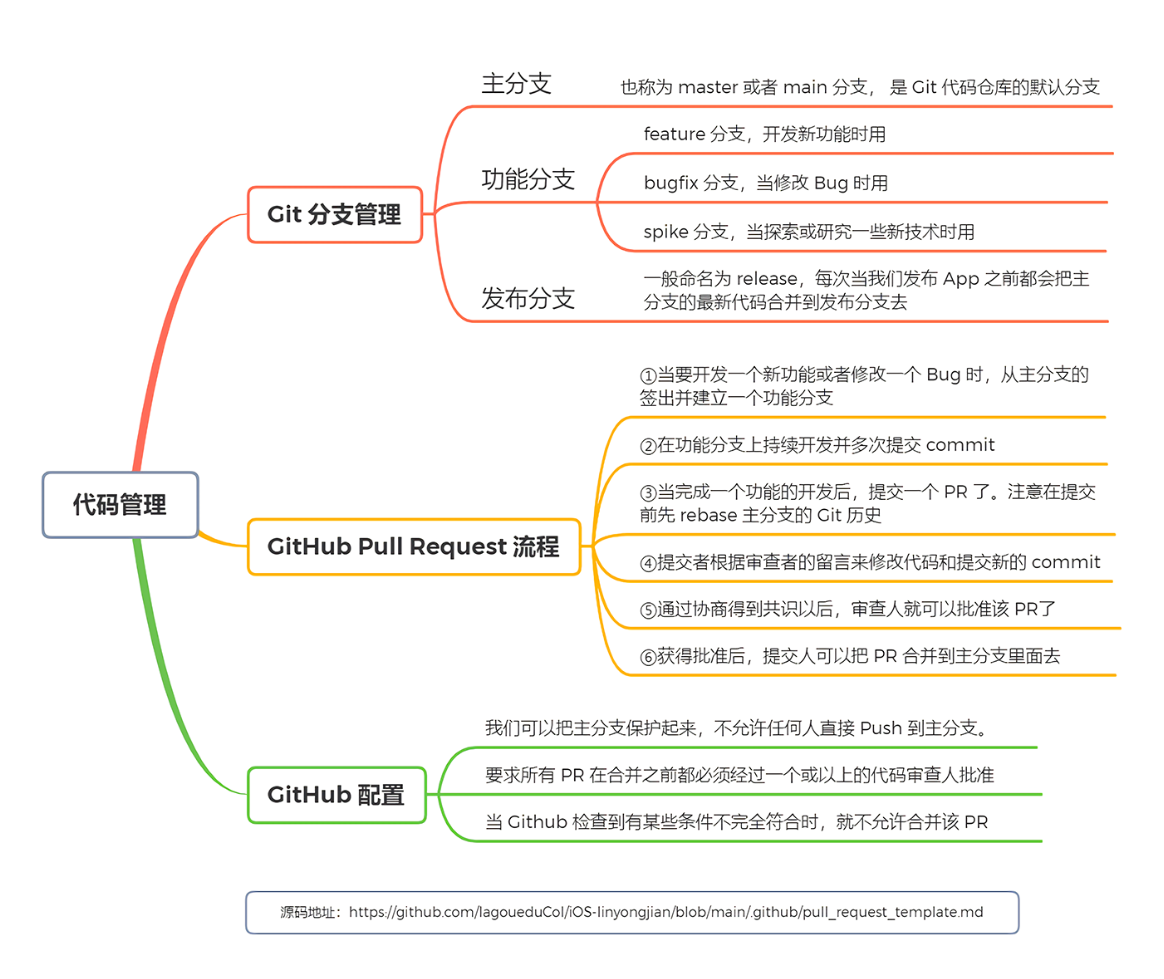 代码管理
Git 分支管理
主分支
也称为 master 或者 main 分支， 是 Git 代码仓库的默认分支
功能分支
feature 分支，开发新功能时用
bugfix 分支，当修改 Bug 时用
spike 分支，当探索或研究一些新技术时用
发布分支
一般命名为 release，每次当我们发布 App 之前都会把主
分支的最新代码合并到发布分支去
GitHub Pull Request 流程
①当要开发一个新功能或者修改一个 Bug 时，从主分支的
签出并建立一个功能分支
②在功能分支上持续开发并多次提交 commit
③当完成一个功能的开发后，提交一个 PR 了。注意在提交
前先 rebase 主分支的 Git 历史
④提交者根据审查者的留言来修改代码和提交新的 commit
⑤通过协商得到共识以后，审查人就可以批准该 PR了
⑥获得批准后，提交人可以把 PR 合并到主分支里面去
GitHub 配置
我们可以把主分支保护起来，不允许任何人直接 Push 到主分支。
要求所有 PR 在合并之前都必须经过一个或以上的代码审查人批准
当 Github 检查到有某些条件不完全符合时，就不允许合并该 PR
源码地址：https://github.com/lagoueduCol/iOS-linyongjian/blob/main/.github/pull_request_template.md